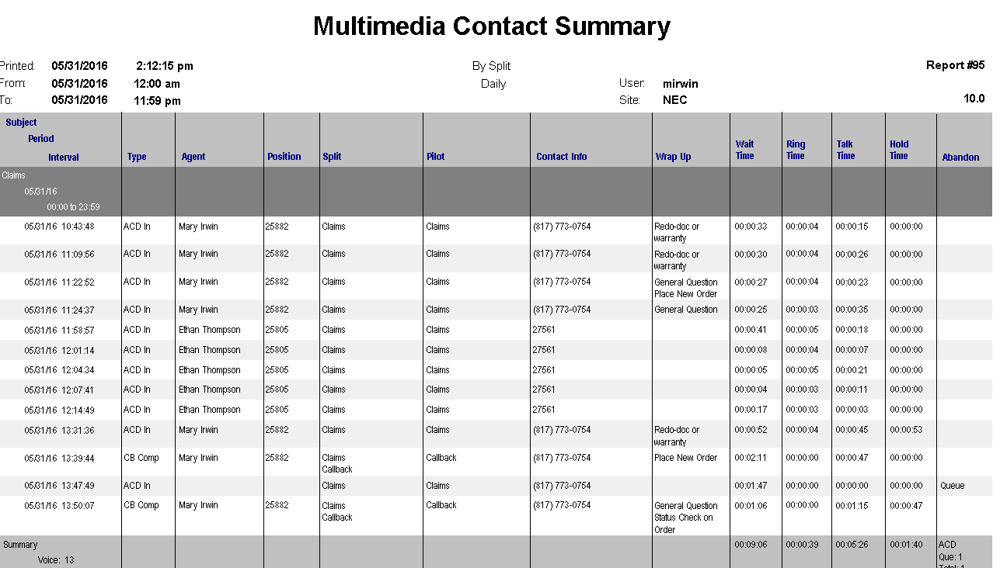 Multimedia Contact Summary
Printed: 05/31/2016 2:12:15 pm By Split Report #95
From: 05/31/2016 12:00 am Daily User: mirwin
To: 05/31/2016 11:59 pm Site: NEC 10.0
Subject
Period
Interval Type Agent Position Split Pilot Contact Info Wrap Up Wait Time Ring Time Talk Time Hold Time Abandon
Claims
05/31/16
00:00 to 23:59
05/31/16 10:43:48 ACD In Mary Irwin 25882 Claims Claims (817) 773-0754 Redo-doc or 00:00:33 00:00:04 00:00:15 00:00:00
warranty
05/31/16 11:09:56 ACD In Mary Irwin 25882 Claims Claims (817) 773-0754 Redo-doc or 00:00:30 00:00:04 00:00:26 00:00:00
warranty
05/31/16 11:22:52 ACD In Mary Irwin 25882 Claims Claims (817) 773-0754 General Question 00:00:27 00:00:04 00:00:23 00:00:00
Place New Order
05/31/16 11:24:37 ACD In Mary Irwin 25882 Claims Claims (817) 773-0754 General Question 00:00:25 00:00:03 00:00:35 00:00:00
05/31/16 11:58:57 ACD In Ethan Thompson 25805 Claims Claims 27561 00:00:41 00:00:05 00:00:18 00:00:00
05/31/16 12:01:14 ACD In Ethan Thompson 25805 Claims Claims 27561 00:00:08 00:00:04 00:00:07 00:00:00
05/31/16 12:04:34 ACD In Ethan Thompson 25805 Claims Claims 27561 00:00:05 00:00:05 00:00:21 00:00:00
05/31/16 12:07:41 ACD In Ethan Thompson 25805 Claims Claims 27561 00:00:04 00:00:03 00:00:11 00:00:00
05/31/16 12:14:49 ACD In Ethan Thompson 25805 Claims Claims 27561 00:00:17 00:00:03 00:00:03 00:00:00
05/31/16 13:31:36 ACD In Mary Irwin 25882 Claims Claims (817) 773-0754 Redo-doc or 00:00:52 00:00:04 00:00:45 00:00:53
warranty
05/31/16 13:39:44 CB Comp Mary Irwin 25882 Claims Callback (817) 773-0754 Place New Order 00:02:11 00:00:00 00:00:47 00:00:00
Callback
05/31/16 13:47:49 ACD In Claims Claims (817) 773-0754 00:01:47 00:00:00 00:00:00 00:00:00 Queue
05/31/16 13:50:07 CB Comp Mary Irwin 25882 Claims Callback (817) 773-0754 General Question 00:01:06 00:00:00 00:01:15 00:00:47
Callback Status Check on
Order
Summary 00:09:06 00:00:39 00:05:26 00:01:40 ACD
Voice: 13 Que: 1
Total: 1